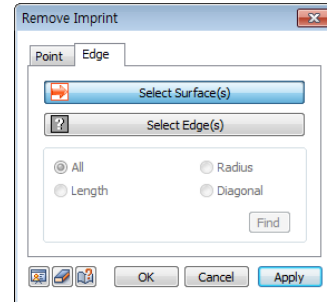 Remove Imprint
Point Edge
Select Surface(s)
Select Edge(s)
All Radius
Length Diagonal
Find
OK Cancel Apply